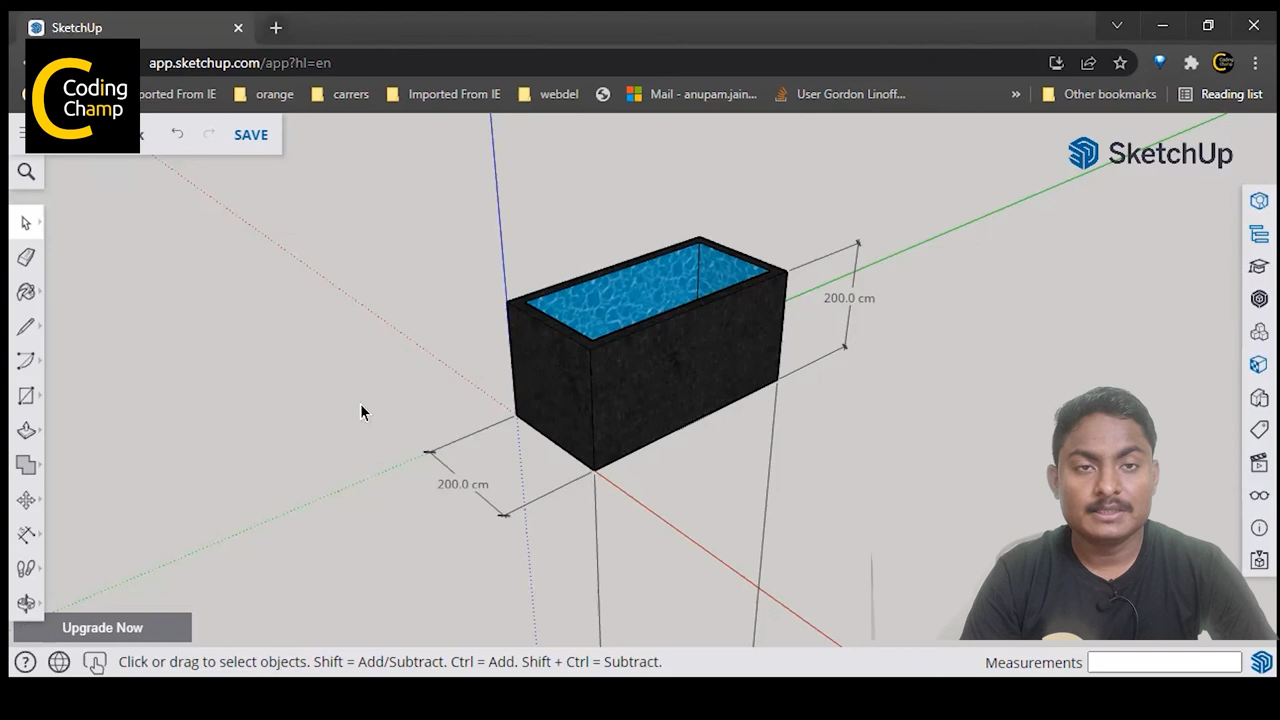 SketchUp
app.sketchup.com/app?hl=en
Coding
Champ
mported From IE
orange
carrers
Imported From IE
webdel
Mail - anupam.jain...
User Gordon Linoff...
»
Other bookmarks
Reading list
SAVE
SketchUp
200.0 cm
200.0 cm
Upgrade Now
Click or drag to select objects. Shift = Add/Subtract. Ctrl = Add. Shift + Ctrl = Subtract.
Measurements